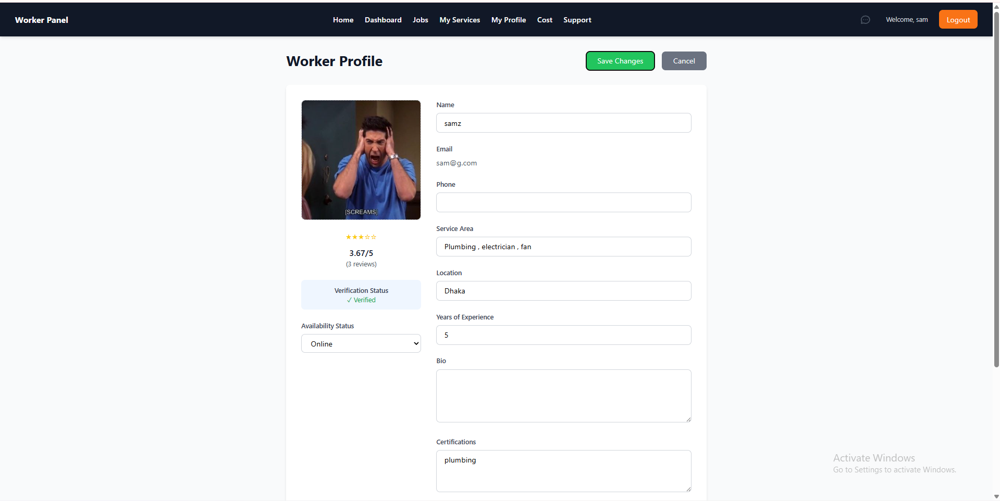 Worker Panel
Home Dashboard Jobs My Services My Profile Cost Support
Welcome, sam
Logout
Worker Profile
Save Changes
Cancel
[SCREAMS]
★★★☆☆
3.67/5
(3 reviews)
Verification Status
✓ Verified
Availability Status
Online
Name
samz
Email
sam@g.com
Phone
Service Area
Plumbing , electrician , fan
Location
Dhaka
Years of Experience
5
Bio
Certifications
plumbing
Activate Windows
Go to Settings to activate Windows.